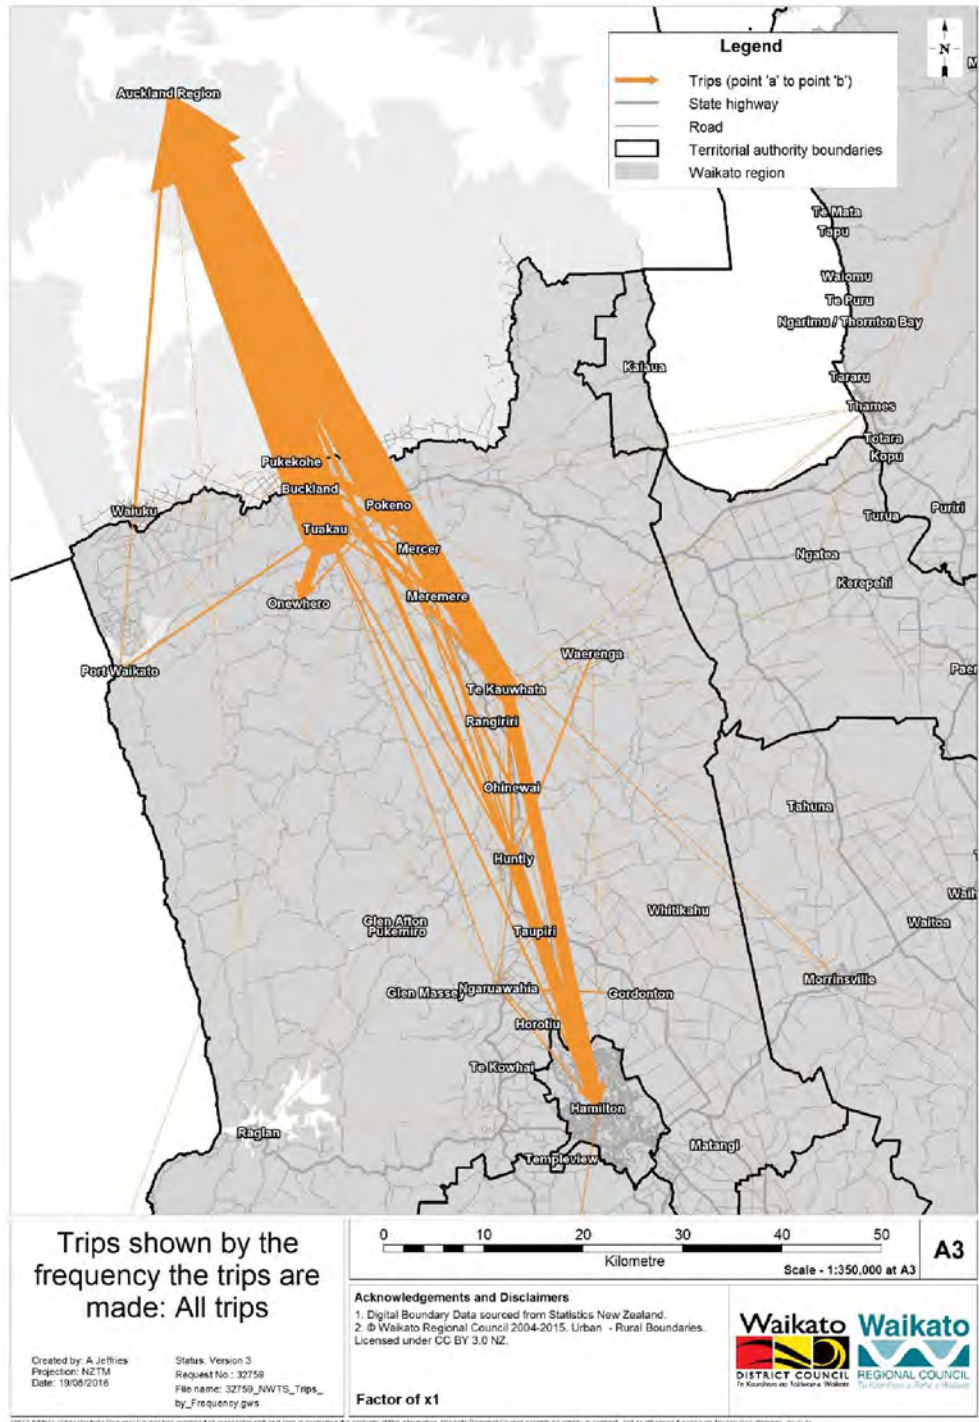 Legend
Trips (point 'a' to point 'b')
State highway
Road
Territorial authority boundaries
Waikato region
N
Auckland Region
Te Mata
Tapu
Waiomu
Te Puru
Ngarimu / Thornton Bay
Kaiaua
Tararu
Thames
Totara
Kopu
Pukekohe
Buckland
Pokeno
Waiuku
Tuakau
Turua
Puriri
Mercer
Ngatea
Kerepehi
Meremere
Onewhero
Waerenga
Port Waikato
Paer
Te Kauwhata
Rangiriri
Ohinewai
Tahuna
Huntly
Waih
Whitikahu
Glen Afton
Pukemiro
Waitoa
Taupiri
Morrinsville
Glen Massey
Ngaruawahia
Gordonton
Horotiu
Te Kowhai
Hamilton
Raglan
Matangi
Templeview
Trips shown by the
frequency the trips are
made: All trips
Created by: A Jeffries
Projection: NZTM
Date: 19/08/2016
Status: Version 3
Request No.: 32759
File name: 32759_NWTS_Trips_
by_Frequency.gws
0 10 20 30 40 50
Kilometre
Scale - 1:350,000 at A3
A3
Acknowledgements and Disclaimers
1. Digital Boundary Data sourced from Statistics New Zealand.
2. © Waikato Regional Council 2004-2015. Urban - Rural Boundaries.
Licensed under CC BY 3.0 NZ.
Factor of x1
Waikato
DISTRICT COUNCIL
Waikato
REGIONAL COUNCIL